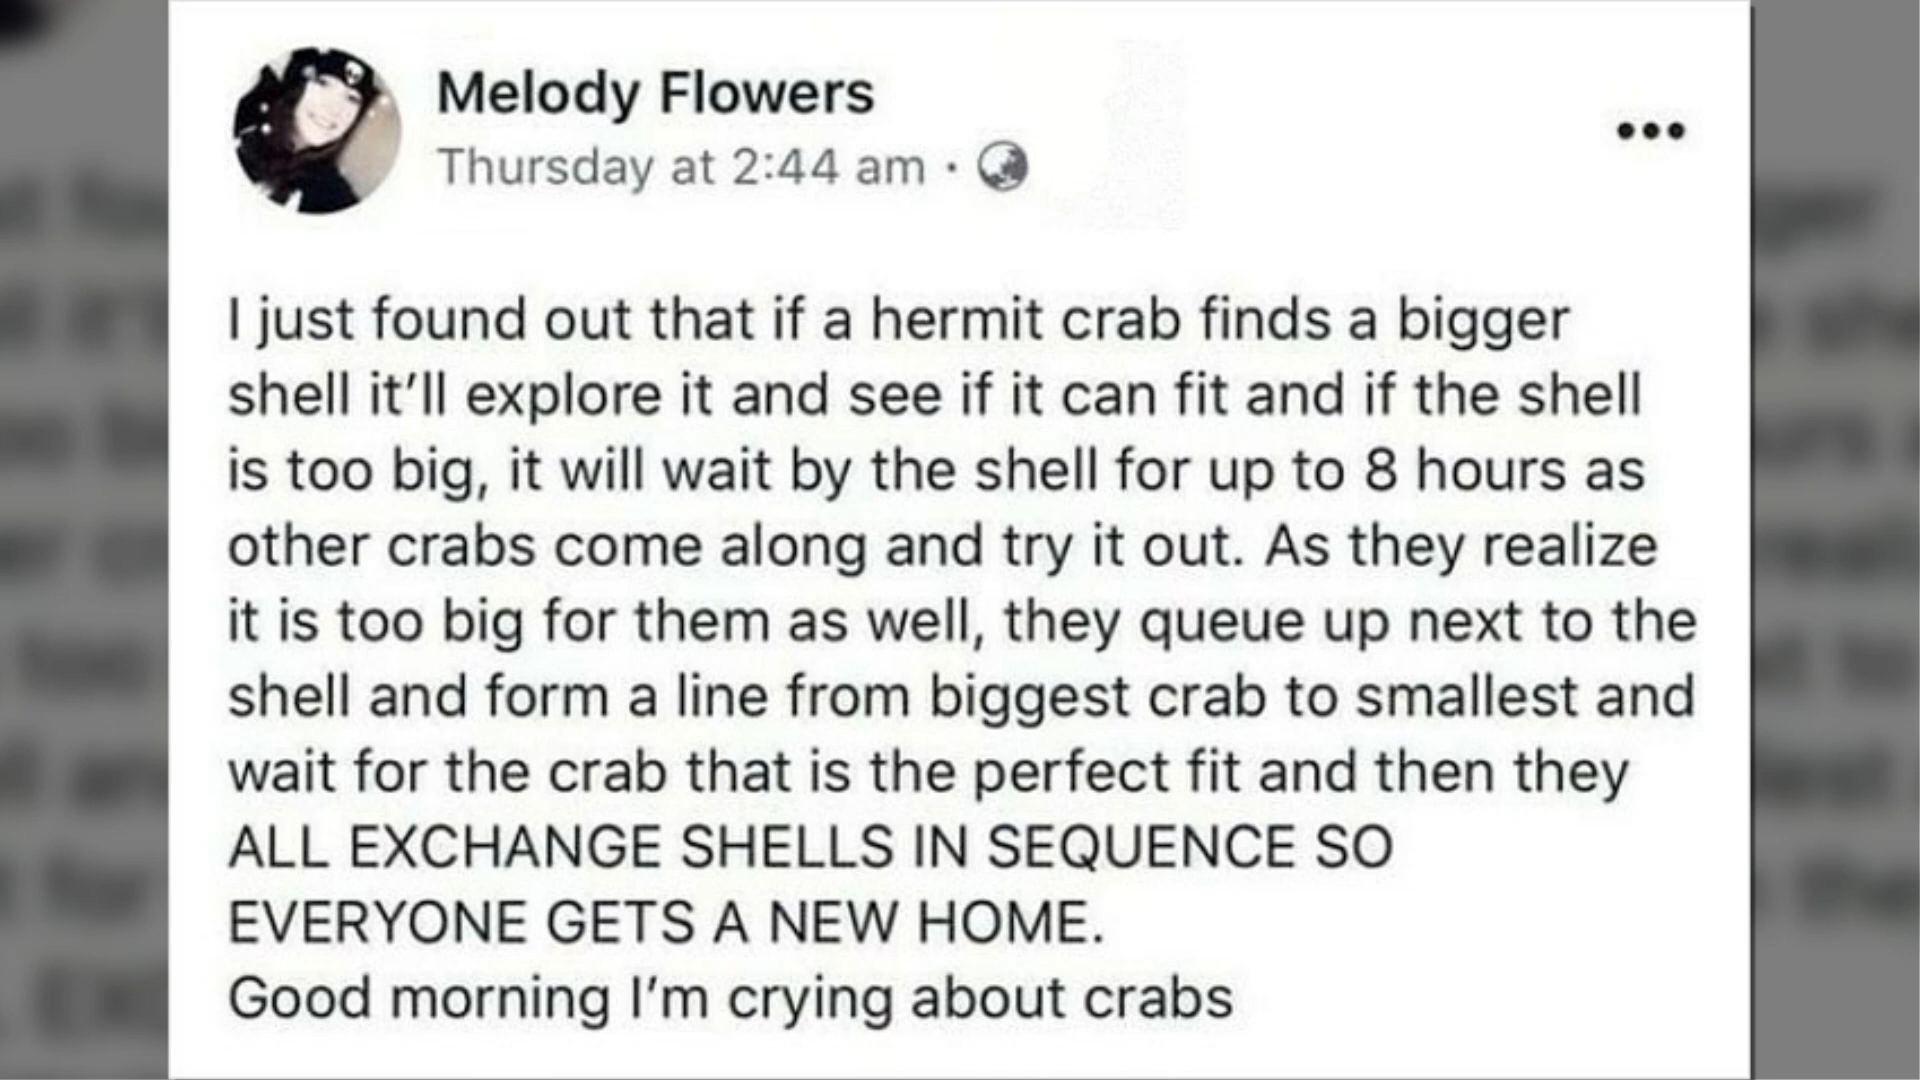 Melody Flowers
Thursday at 2:44 am ·
I just found out that if a hermit crab finds a bigger
shell it’ll explore it and see if it can fit and if the shell
is too big, it will wait by the shell for up to 8 hours as
other crabs come along and try it out. As they realize
it is too big for them as well, they queue up next to the
shell and form a line from biggest crab to smallest and
wait for the crab that is the perfect fit and then they
ALL EXCHANGE SHELLS IN SEQUENCE SO
EVERYONE GETS A NEW HOME.
Good morning I’m crying about crabs